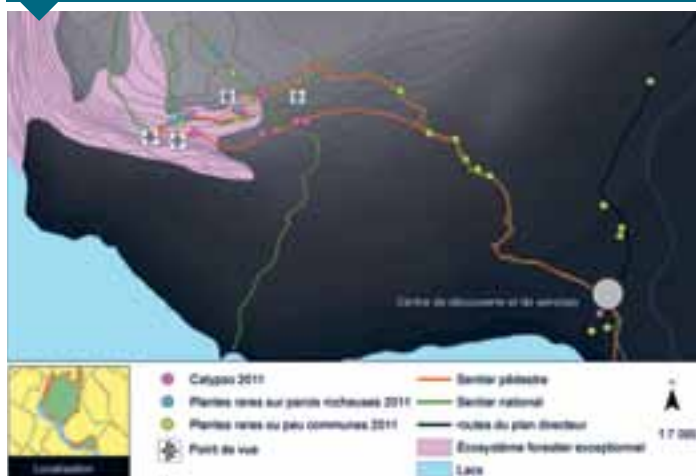 Centre de découverte et de services
Calypso 2011
Plantes rares sur parois rocheuses 2011
Plantes rares ou peu communes 2011
Point de vue
Sentier pédestre
Sentier national
routes du plan directeur
Écosystème forestier exceptionnel
Lacs
Localisation